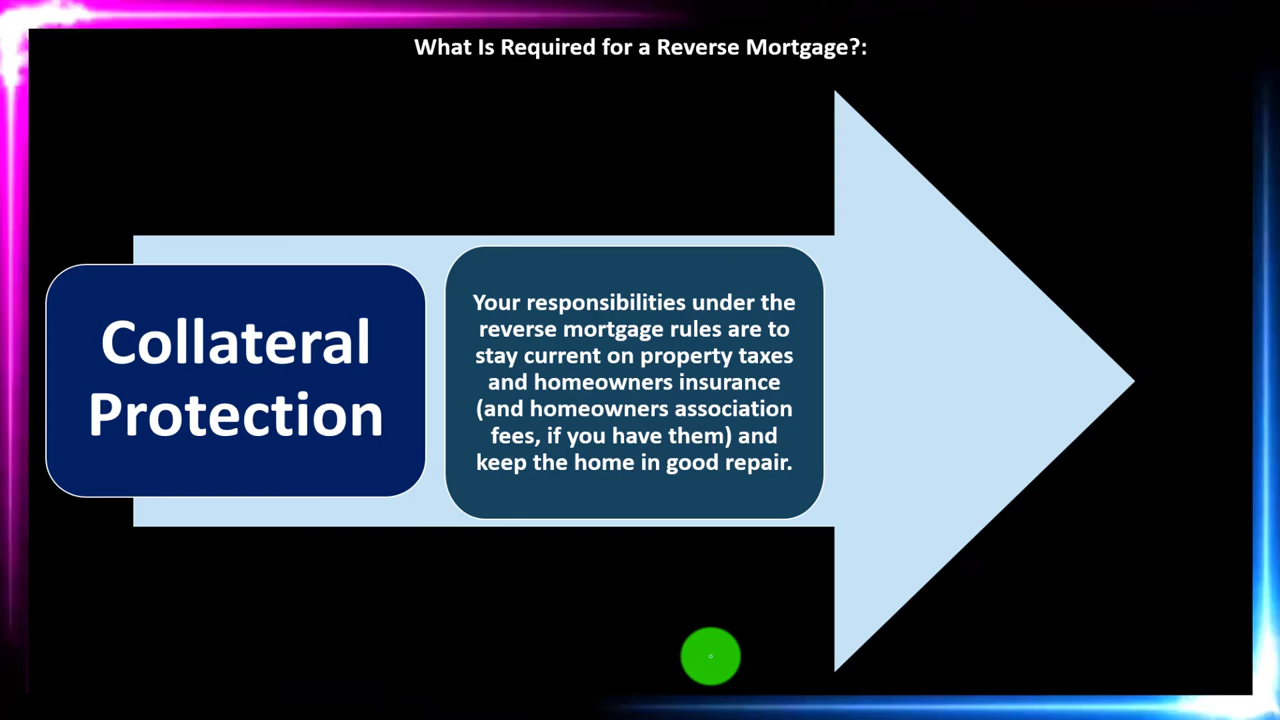 What Is Required for a Reverse Mortgage?:
Collateral
Protection
Your responsibilities under the
reverse mortgage rules are to
stay current on property taxes
and homeowners insurance
(and homeowners association
fees, if you have them) and
keep the home in good repair.